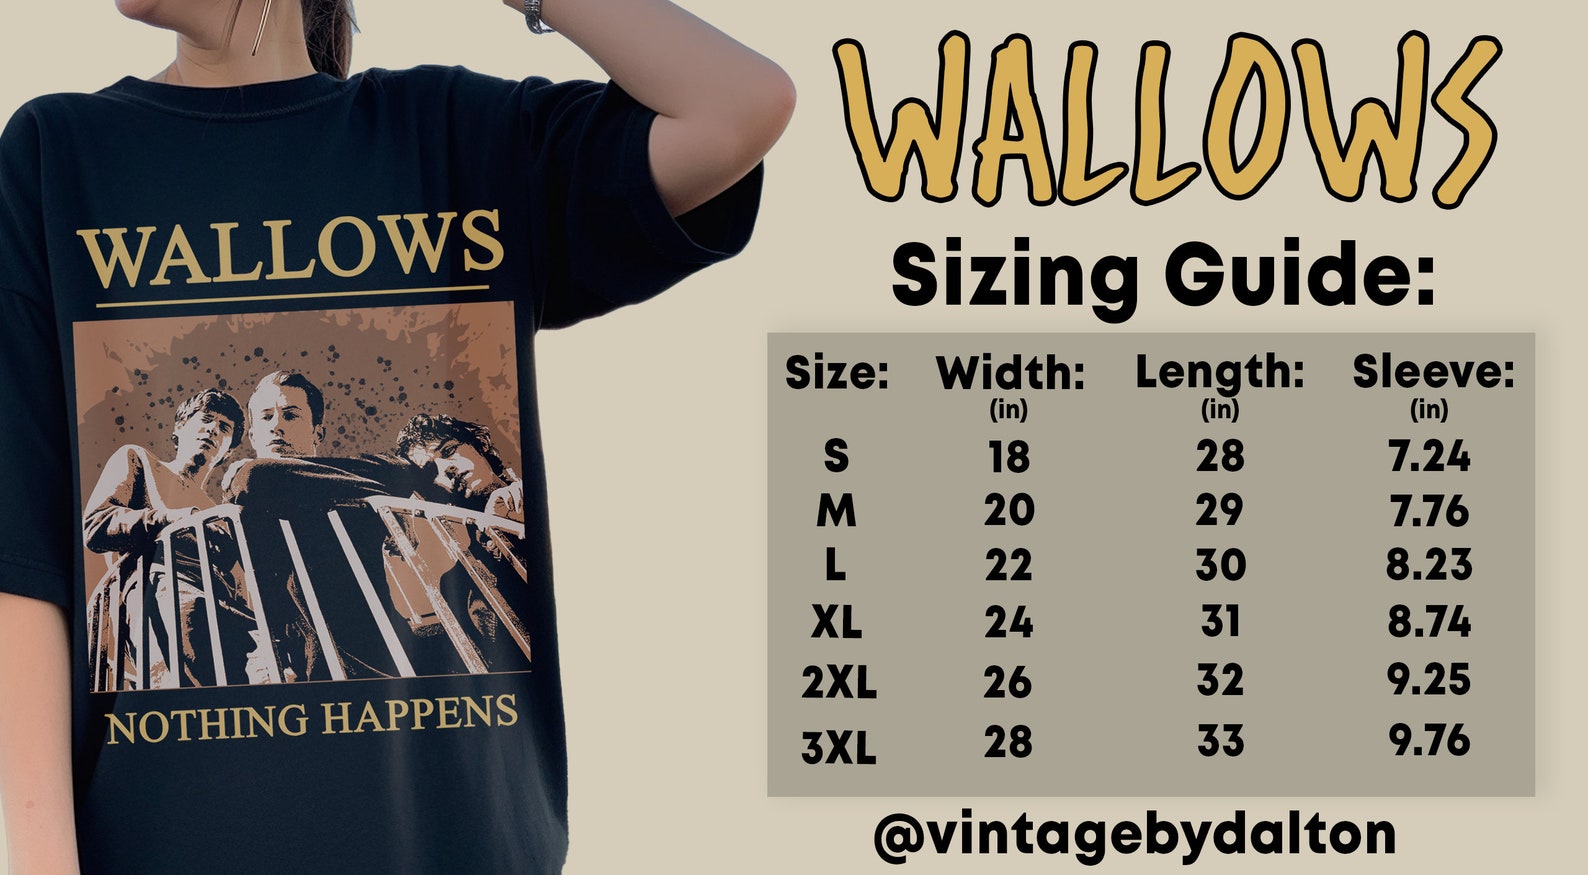 WALLOWS
NOTHING HAPPENS
WALLOWS
Sizing Guide:
Size: Width: Length: Sleeve:
(in) (in) (in)
S 18 28 7.24
M 20 29 7.76
L 22 30 8.23
XL 24 31 8.74
2XL 26 32 9.25
3XL 28 33 9.76
@vintagebydalton